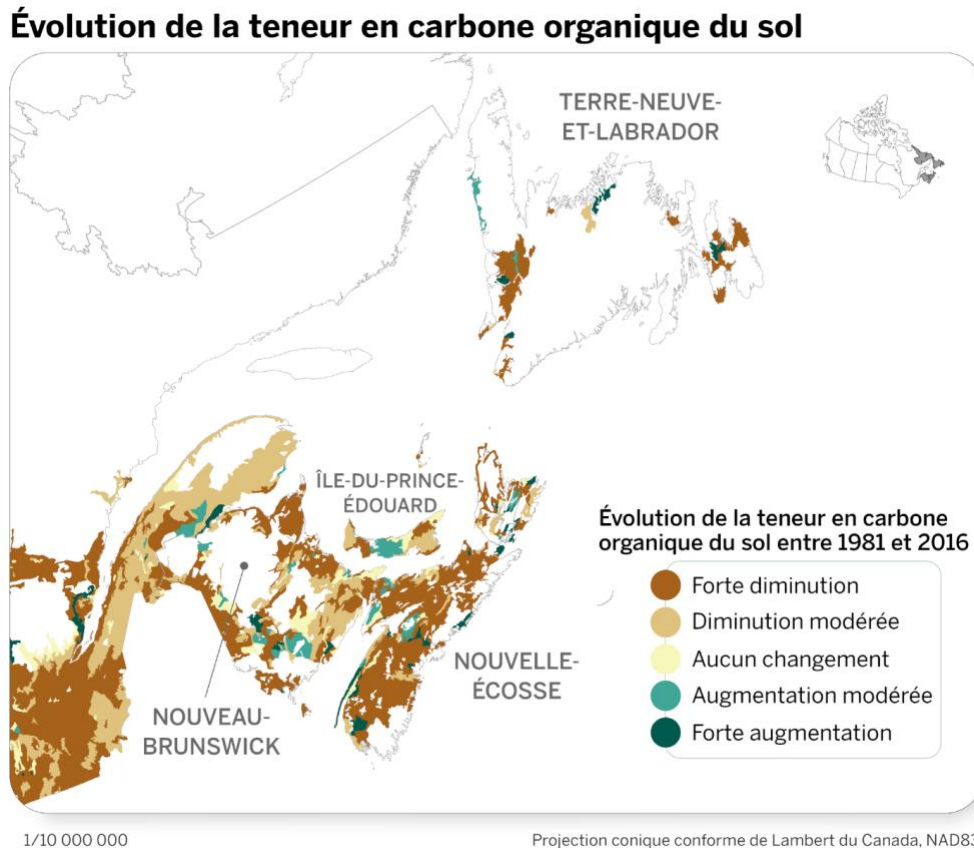 Évolution de la teneur en carbone organique du sol
TERRE-NEUVE-
ET-LABRADOR
ÎLE-DU-PRINCE-
ÉDOUARD
NOUVELLE-
ÉCOSSE
NOUVEAU-
BRUNSWICK
Évolution de la teneur en carbone
organique du sol entre 1981 et 2016
Forte diminution
Diminution modérée
Aucun changement
Augmentation modérée
Forte augmentation
1/10 000 000
Projection conique conforme de Lambert du Canada, NAD83